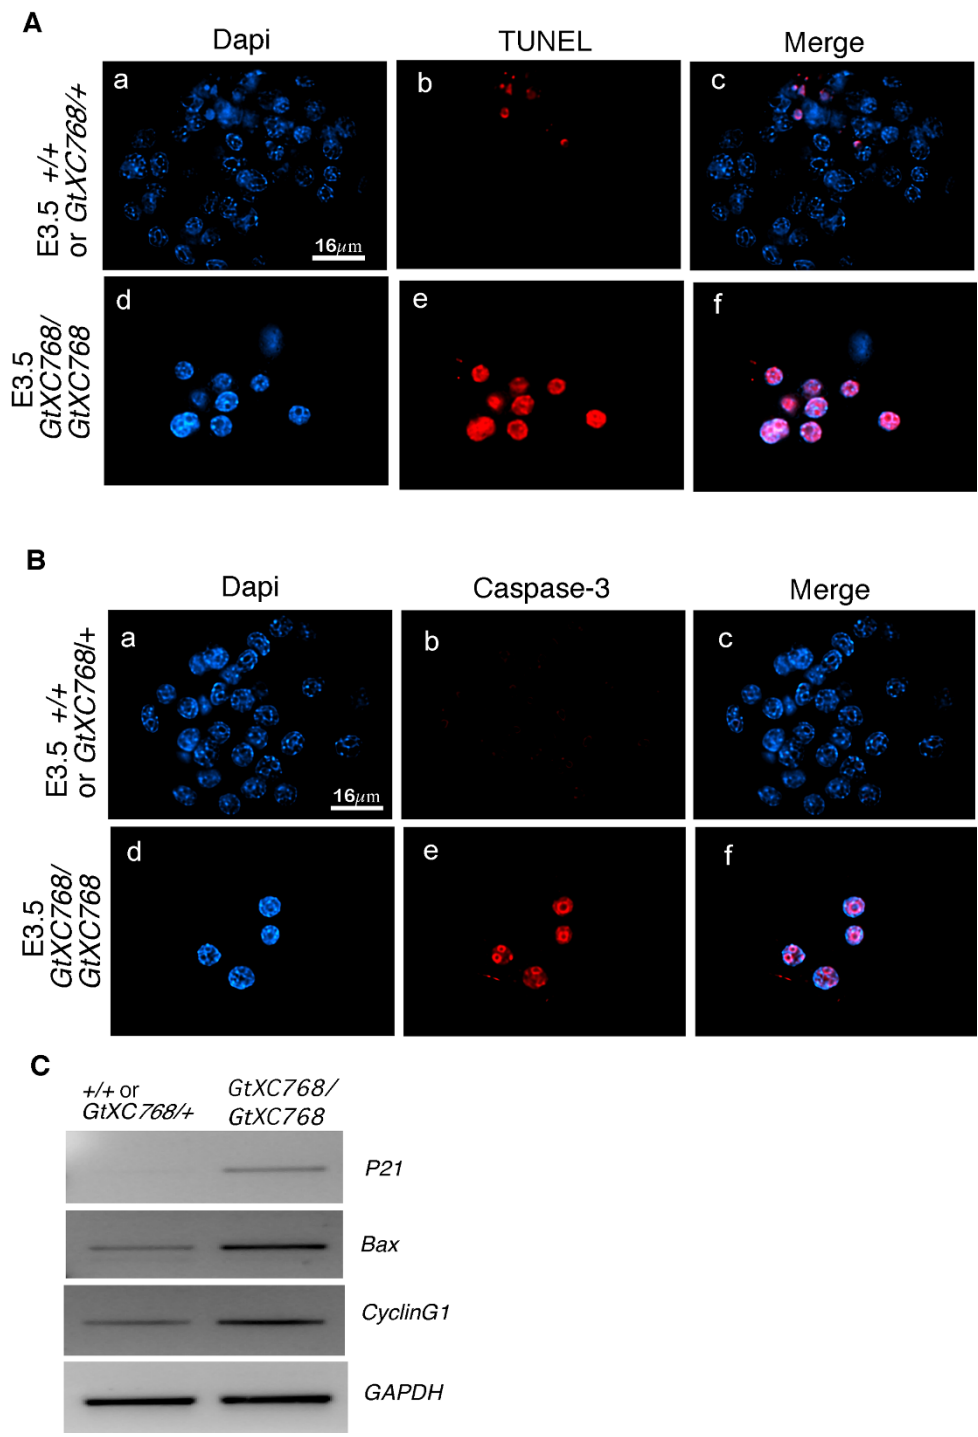 A
Dapi TUNEL Merge
E3.5 +/+
or GtXC768/+
a b c
16μm
E3.5
GtXC768/
GtXC768
d e f
B
Dapi Caspase-3 Merge
E3.5 +/+
or GtXC768/+
a b c
16μm
E3.5
GtXC768/
GtXC768
d e f
C
+/+ or
GtXC768/+
GtXC768/
GtXC768
P21
Bax
CyclinG1
GAPDH